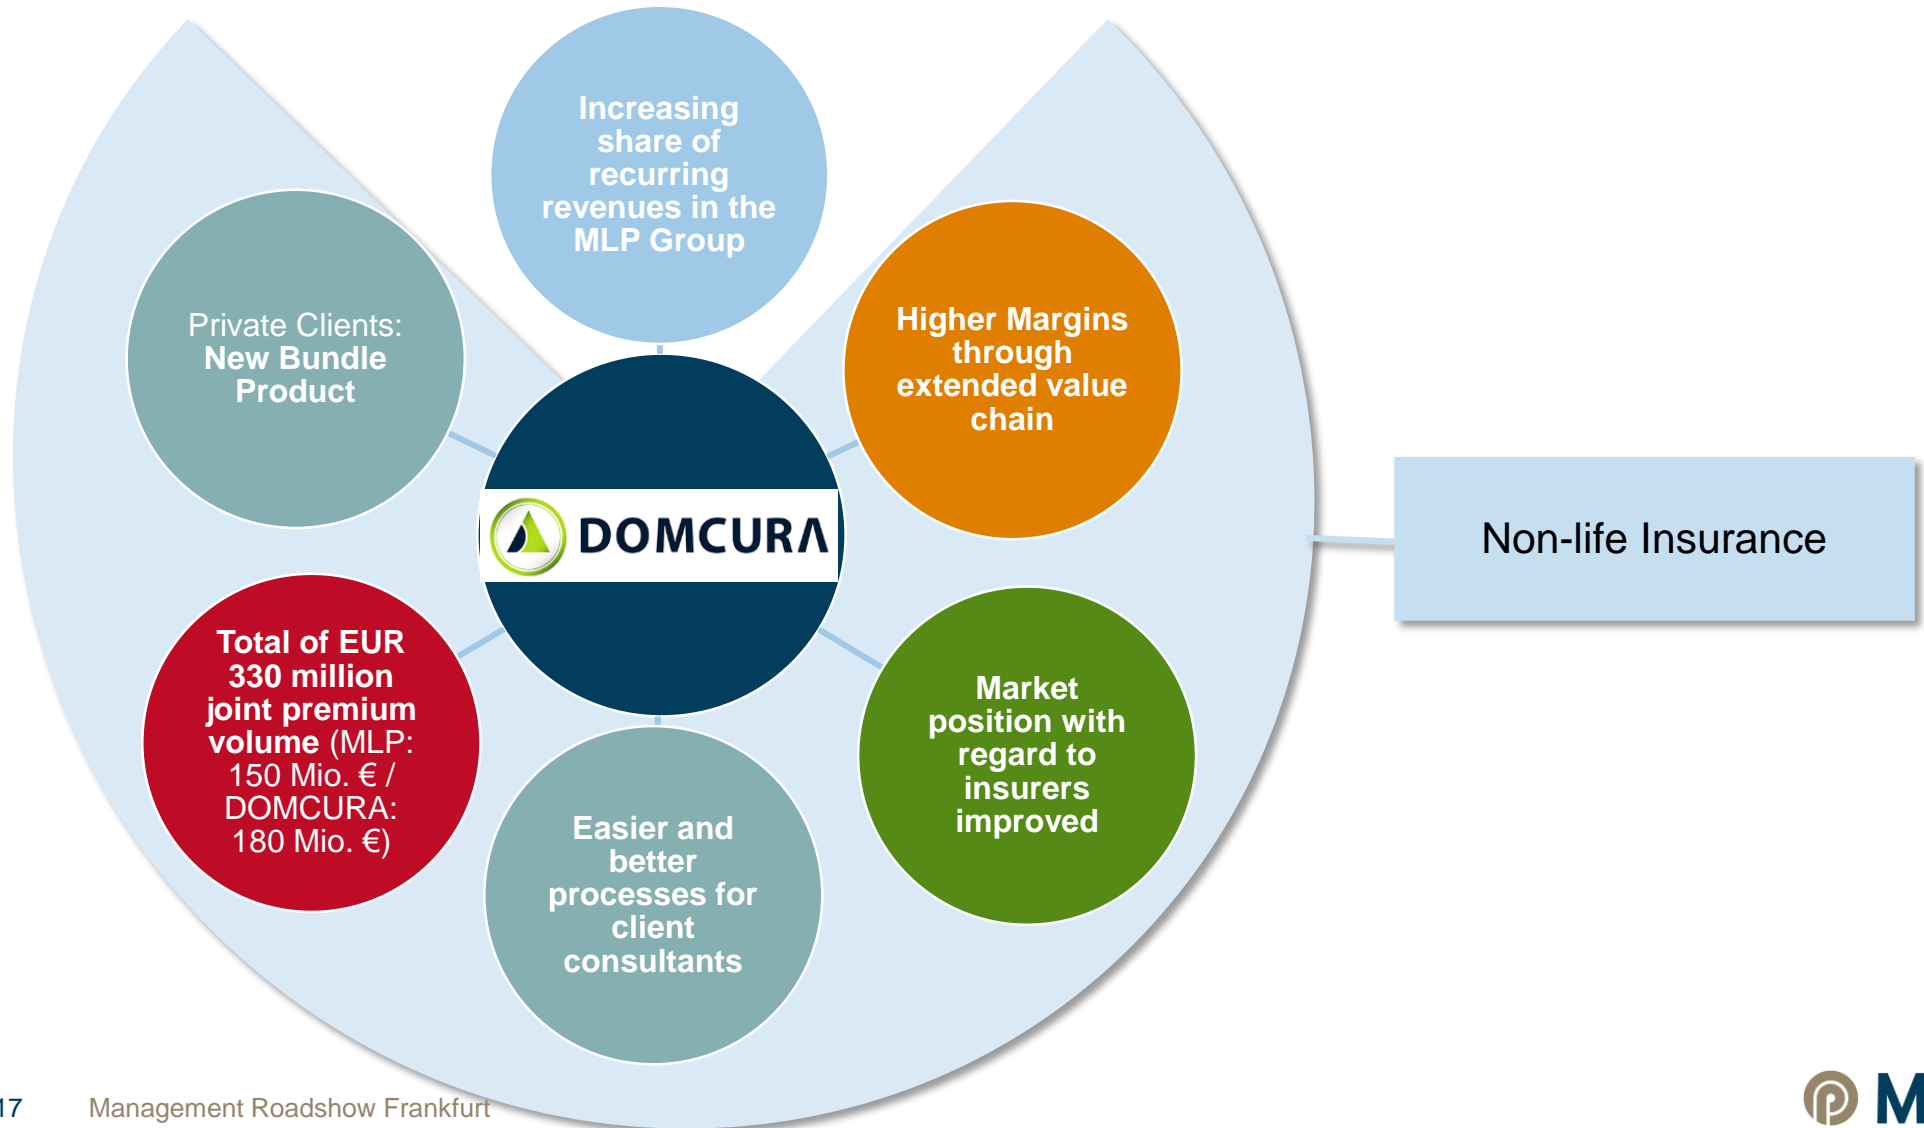 Increasing
share of
recurring
revenues in the
MLP Group
Private Clients:
New Bundle
Product
Higher Margins
through
extended value
chain
DOMCURA
Non-life Insurance
Total of EUR
330 million
joint premium
volume (MLP:
150 Mio. € /
DOMCURA:
180 Mio. €)
Market
position with
regard to
insurers
improved
Easier and
better
processes for
client
consultants
17 Management Roadshow Frankfurt
M